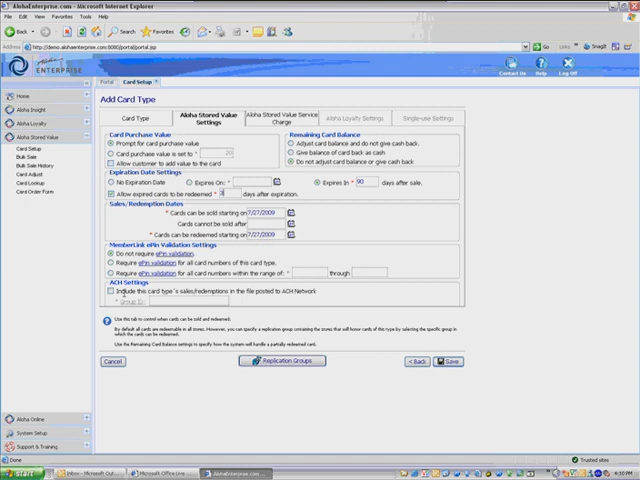 AlohaEnterprise.com - Microsoft Internet Explorer
Edit View Favorites Tools Help
Back Search Favorites
Address http://demo.alohaenterprise.com:8080/portal/portal.jsp Go Links SnagIt
Aloha ENTERPRISE Contact Us Help Log Off
Home
Aloha Insight
Aloha Loyalty
Aloha Stored Value
Card Setup
Bulk Sale
Bulk Sale History
Card Adjust
Card Lookup
Card Order Form
Aloha Online
System Setup
Support & Training
Portal Card Setup
Add Card Type
Card Type
Aloha Stored Value Settings
Aloha Stored Value Service Charge
Aloha Loyalty Settings
Single-use Settings
Card Purchase Value
Prompt for card purchase value
Card purchase value is set to * 20
Allow customer to add value to the card
Remaining Card Balance
Adjust card balance and do not give cash back.
Give balance of card back as cash
Do not adjust card balance or give cash back
Expiration Date Settings
No Expiration Date Expires On: * Expires In * 90 days after sale.
Allow expired cards to be redeemed * 3 days after expiration.
Sales/Redemption Dates
* Cards can be sold starting on 7/27/2009
Cards cannot be sold after
* Cards can be redeemed starting on 7/27/2009
MemberLink ePin Validation Settings
Do not require ePin validation.
Require ePin validation for all card numbers of this card type.
Require ePin validation for all card numbers within the range of: * through
ACH Settings
Include this card type's sales/redemptions in the file posted to ACH Network
* Group ID:
Use this tab to control when cards can be sold and redeemed.
By default all cards are redeemable in all stores. However, you can specify a replication group containing the stores that will honor cards of this type by selecting the specific group in which the cards can be redeemed.
Use the Remaining Card Balance settings to specify how the system will handle a partially redeemed card.
Cancel Replication Groups < Back Save
Done Trusted sites
start Inbox - Microsoft Out... Microsoft Office Live ... AlohaEnterprise.com... 4:10 PM